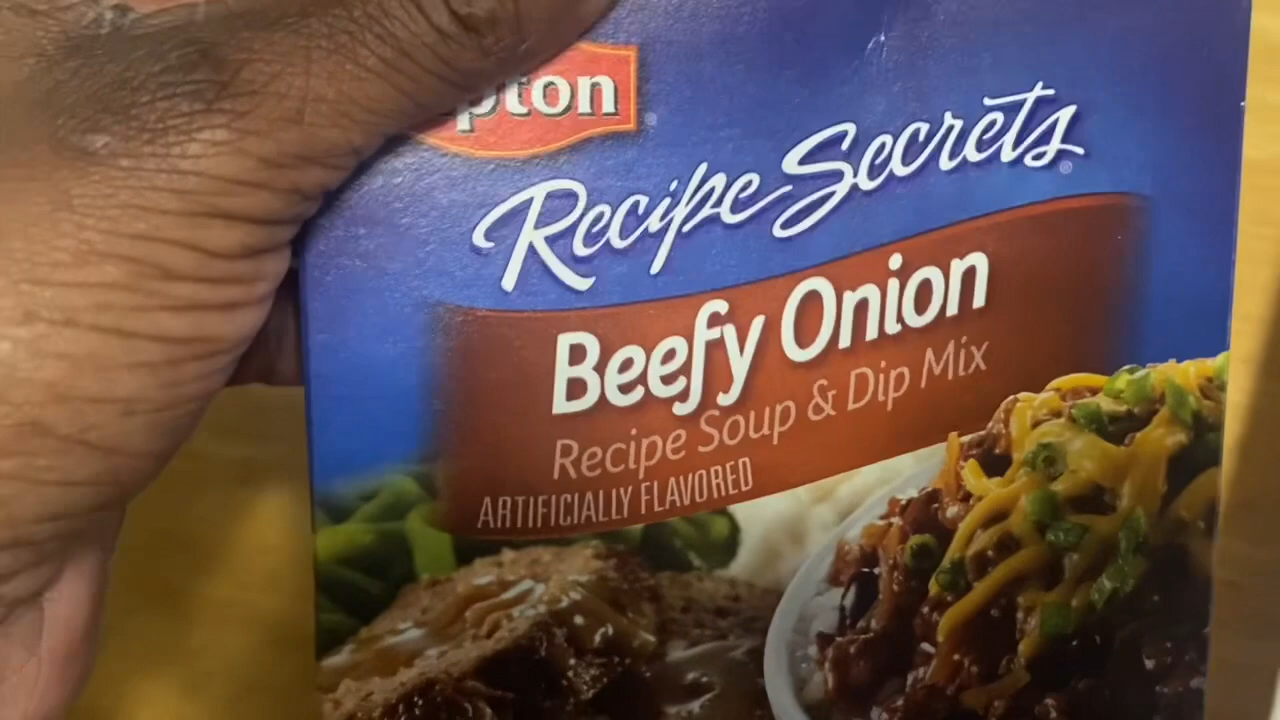 pton
Recipe Secrets®
Beefy Onion
Recipe Soup & Dip Mix
ARTIFICIALLY FLAVORED